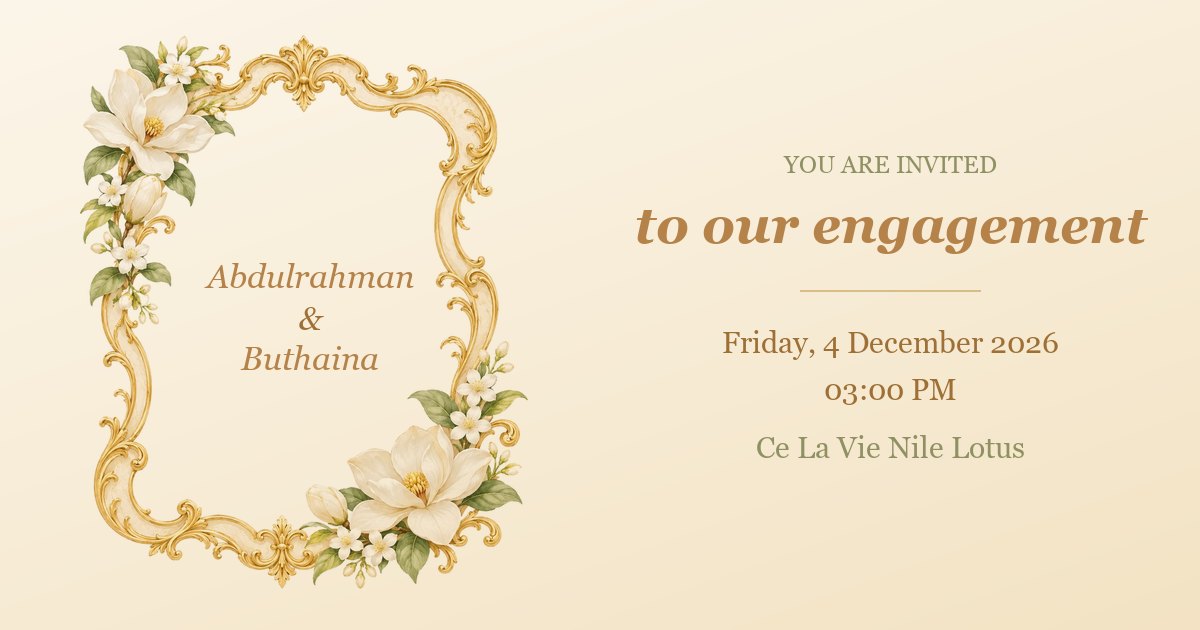 Abdulrahman
&
Buthaina
YOU ARE INVITED
to our engagement
Friday, 4 December 2026
03:00 PM
Ce La Vie Nile Lotus